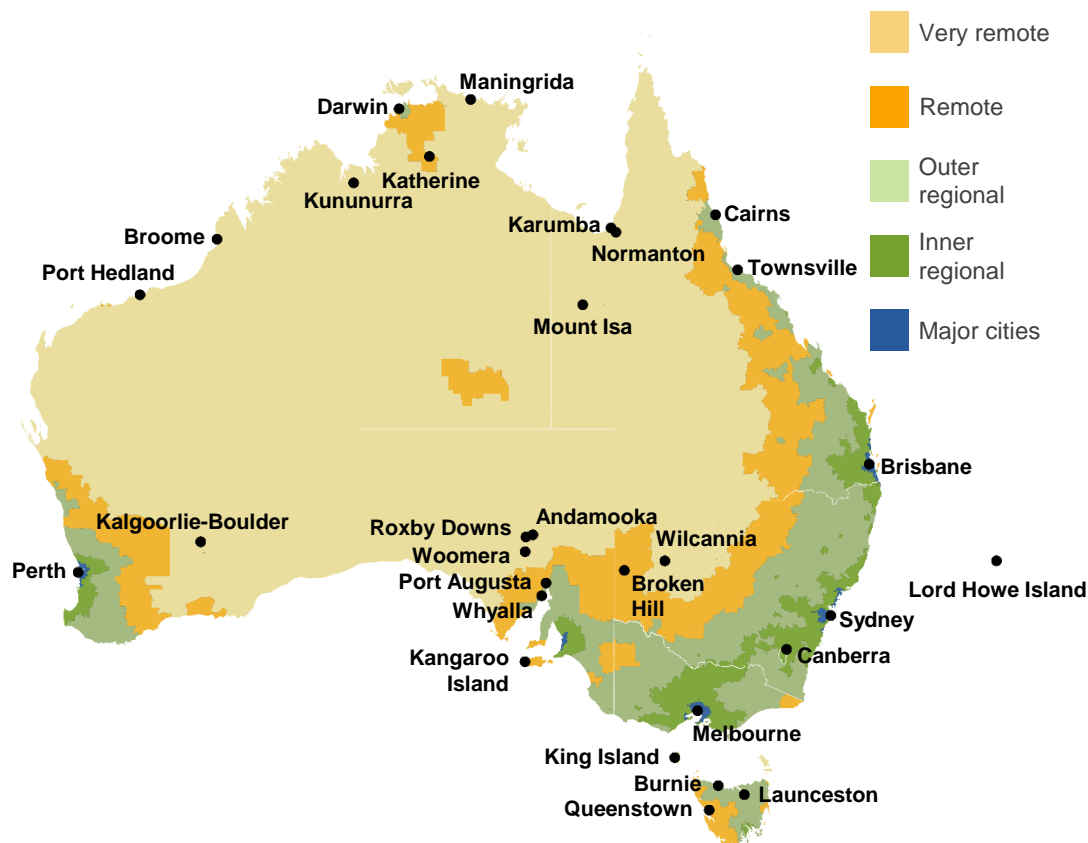 Very remote
Remote
Outer
regional
Inner
regional
Major cities
Maningrida
Darwin
Katherine
Kununurra
Cairns
Karumba
Broome
Normanton
Port Hedland
Townsville
Mount Isa
Brisbane
Kalgoorlie-Boulder
Roxby Downs
Andamooka
Woomera
Wilcannia
Perth
Port Augusta
Broken
Hill
Lord Howe Island
Whyalla
Sydney
Kangaroo
Island
Canberra
Melbourne
King Island
Burnie
Launceston
Queenstown